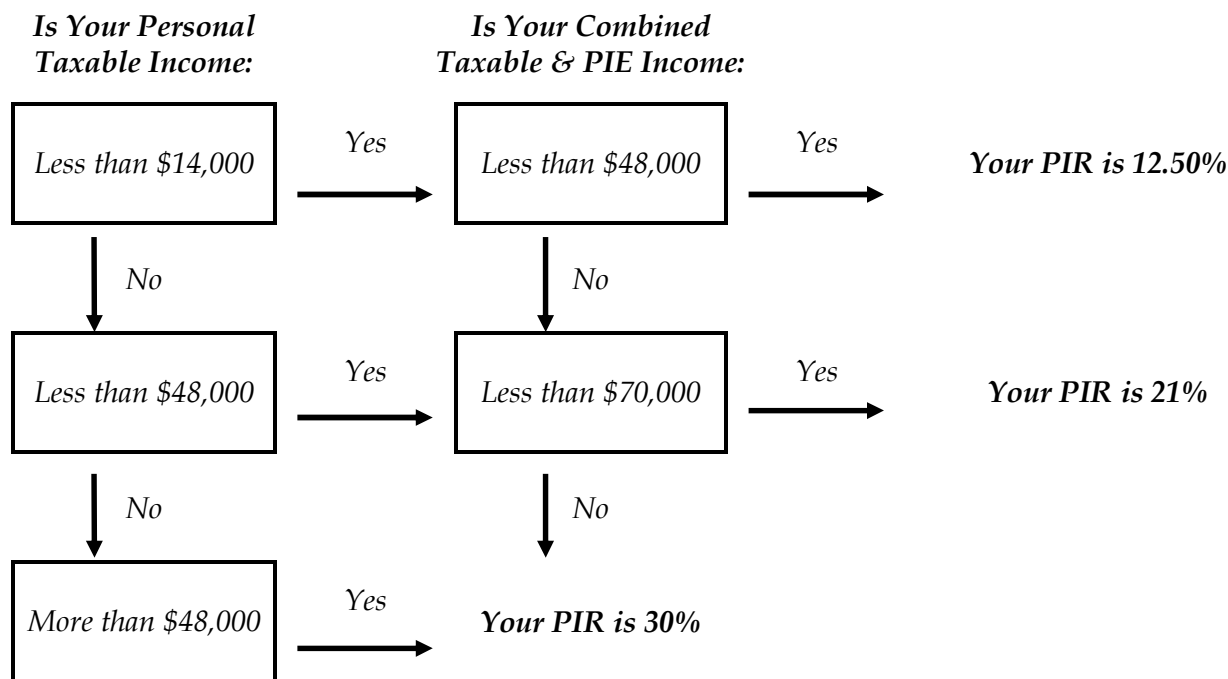 Is Your Personal
Taxable Income:
Is Your Combined
Taxable & PIE Income:
Less than $14,000
Yes
Less than $48,000
Yes
Your PIR is 12.50%
No
No
Less than $48,000
Yes
Less than $70,000
Yes
Your PIR is 21%
No
No
More than $48,000
Yes
Your PIR is 30%